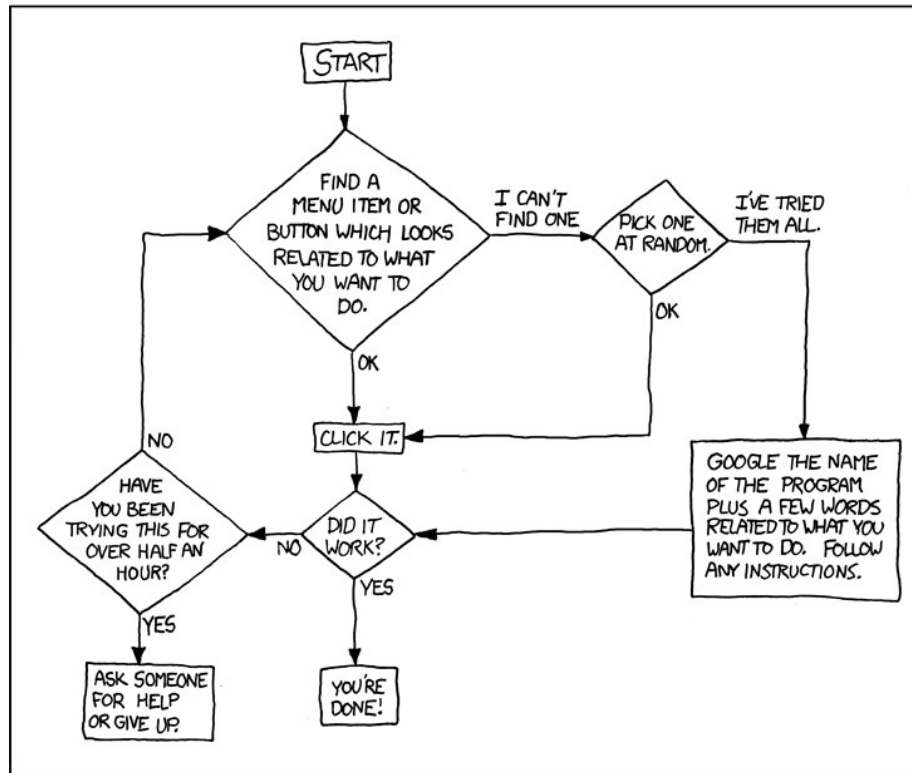 START
FIND A
MENU ITEM OR
BUTTON WHICH LOOKS
RELATED TO WHAT
YOU WANT TO
DO.
I CAN'T
FIND ONE
PICK ONE
AT RANDOM.
I'VE TRIED
THEM ALL.
OK
OK
CLICK IT.
NO
GOOGLE THE NAME
OF THE PROGRAM
PLUS A FEW WORDS
RELATED TO WHAT YOU
WANT TO DO. FOLLOW
ANY INSTRUCTIONS.
HAVE
YOU BEEN
TRYING THIS FOR
OVER HALF AN
HOUR?
NO
DID IT
WORK?
YES
YES
ASK SOMEONE
FOR HELP
OR GIVE UP.
YOU'RE
DONE!